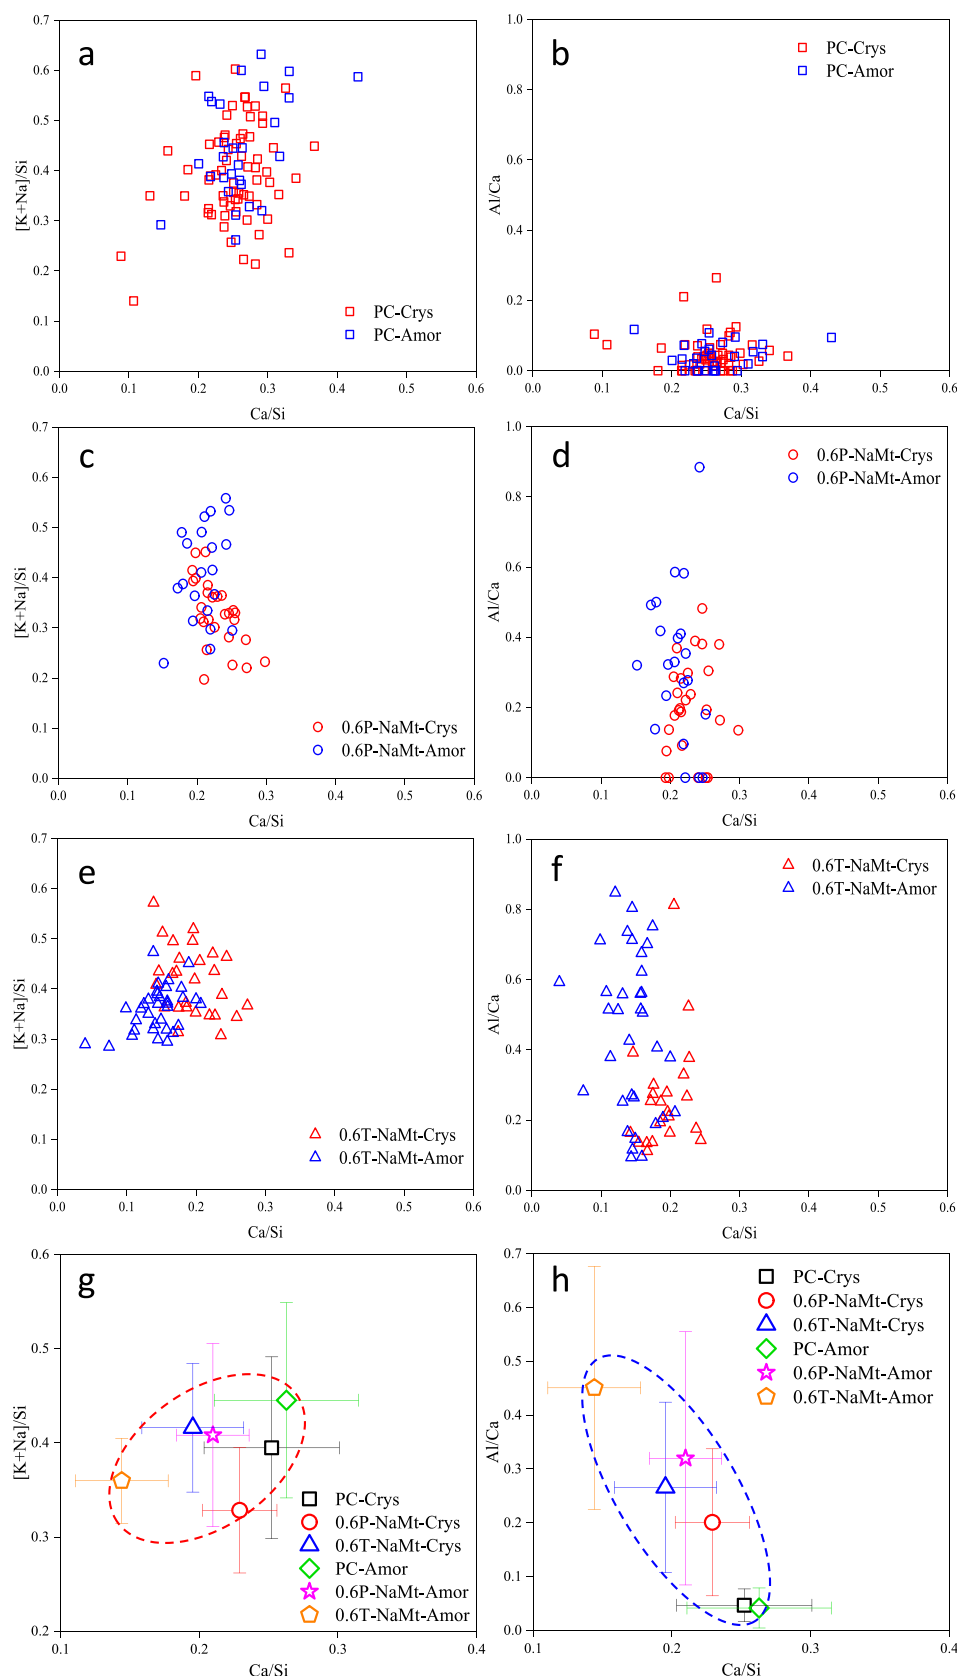 a
0.7
0.6
0.5
0.4
0.3
0.2
0.1
0.0
[K+Na]/Si
PC-Crys
PC-Amor
0.0 0.1 0.2 0.3 0.4 0.5 0.6
Ca/Si
b
1.0
0.8
0.6
0.4
0.2
0.0
Al/Ca
PC-Crys
PC-Amor
0.0 0.1 0.2 0.3 0.4 0.5 0.6
Ca/Si
c
0.7
0.6
0.5
0.4
0.3
0.2
0.1
0.0
[K+Na]/Si
0.6P-NaMt-Crys
0.6P-NaMt-Amor
0.0 0.1 0.2 0.3 0.4 0.5 0.6
Ca/Si
d
1.0
0.8
0.6
0.4
0.2
0.0
Al/Ca
0.6P-NaMt-Crys
0.6P-NaMt-Amor
0.0 0.1 0.2 0.3 0.4 0.5 0.6
Ca/Si
e
0.7
0.6
0.5
0.4
0.3
0.2
0.1
0.0
[K+Na]/Si
0.6T-NaMt-Crys
0.6T-NaMt-Amor
0.0 0.1 0.2 0.3 0.4 0.5 0.6
Ca/Si
f
1.0
0.8
0.6
0.4
0.2
0.0
Al/Ca
0.6T-NaMt-Crys
0.6T-NaMt-Amor
0.0 0.1 0.2 0.3 0.4 0.5 0.6
Ca/Si
g
0.6
0.5
0.4
0.3
0.2
[K+Na]/Si
PC-Crys
0.6P-NaMt-Crys
0.6T-NaMt-Crys
PC-Amor
0.6P-NaMt-Amor
0.6T-NaMt-Amor
0.1 0.2 0.3 0.4
Ca/Si
h
0.7
0.6
0.5
0.4
0.3
0.2
0.1
0.0
Al/Ca
PC-Crys
0.6P-NaMt-Crys
0.6T-NaMt-Crys
PC-Amor
0.6P-NaMt-Amor
0.6T-NaMt-Amor
0.1 0.2 0.3 0.4
Ca/Si